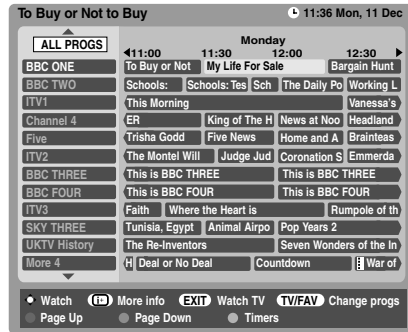 To Buy or Not to Buy 11:36 Mon, 11 Dec
ALL PROGS Monday
11:00 11:30 12:00 12:30
BBC ONE To Buy or Not My Life For Sale Bargain Hunt
BBC TWO Schools: Schools: Tes Sch The Daily Po Working L
ITV1 This Morning Vanessa's
Channel 4 ER King of The H News at Noo Headland
Five Trisha Godd Five News Home and A Brainteas
ITV2 The Montel Will Judge Jud Coronation S Emmerda
BBC THREE This is BBC THREE This is BBC THREE
BBC FOUR This is BBC FOUR This is BBC FOUR
ITV3 Faith Where the Heart is Rumpole of th
SKY THREE Tunisia, Egypt Animal Airpo Pop Years 2
UKTV History The Re-Inventors Seven Wonders of the In
More 4 H Deal or No Deal Countdown War of
Watch i+ More info EXIT Watch TV TV/FAV Change progs
Page Up Page Down Timers